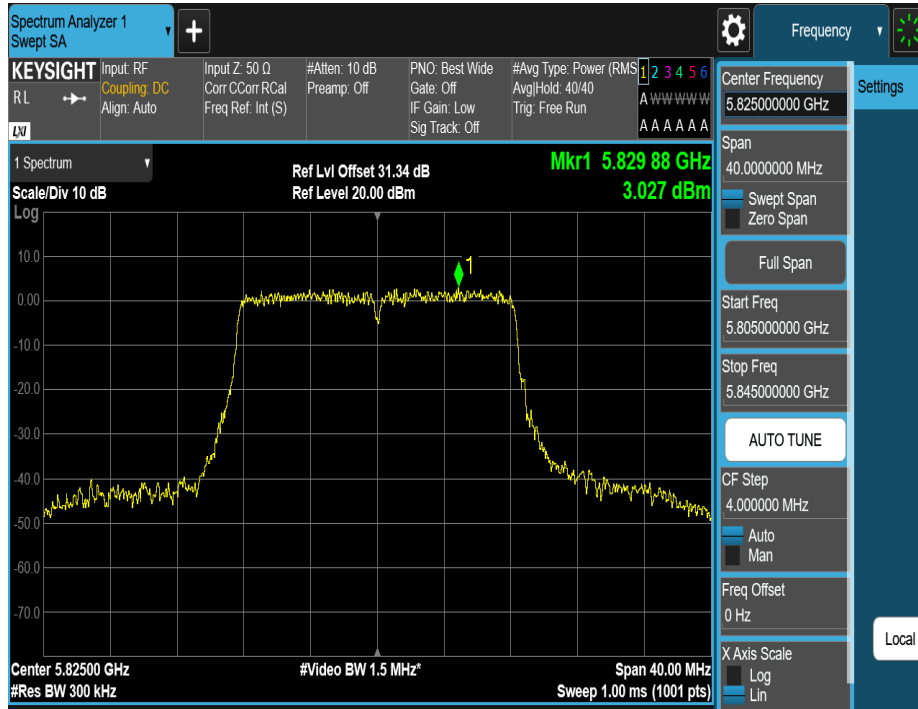 Spectrum Analyzer 1
Swept SA
+
Frequency
KEYSIGHT
R L
LXI
Input: RF
Coupling: DC
Align: Auto
Input Z: 50 Ω
Corr CCorr RCal
Freq Ref: Int (S)
#Atten: 10 dB
Preamp: Off
PNO: Best Wide
Gate: Off
IF Gain: Low
Sig Track: Off
#Avg Type: Power (RMS
Avg|Hold: 40/40
Trig: Free Run
1 2 3 4 5 6
A W W W W W
A A A A A A
1 Spectrum
Scale/Div 10 dB
Log
Ref Lvl Offset 31.34 dB
Ref Level 20.00 dBm
Mkr1 5.829 88 GHz
3.027 dBm
1
10.0
0.00
-10.0
-20.0
-30.0
-40.0
-50.0
-60.0
-70.0
Center 5.82500 GHz
#Res BW 300 kHz
#Video BW 1.5 MHz*
Span 40.00 MHz
Sweep 1.00 ms (1001 pts)
Center Frequency
5.825000000 GHz
Span
40.0000000 MHz
Swept Span
Zero Span
Full Span
Start Freq
5.805000000 GHz
Stop Freq
5.845000000 GHz
AUTO TUNE
CF Step
4.000000 MHz
Auto
Man
Freq Offset
0 Hz
X Axis Scale
Log
Lin
Settings
Local